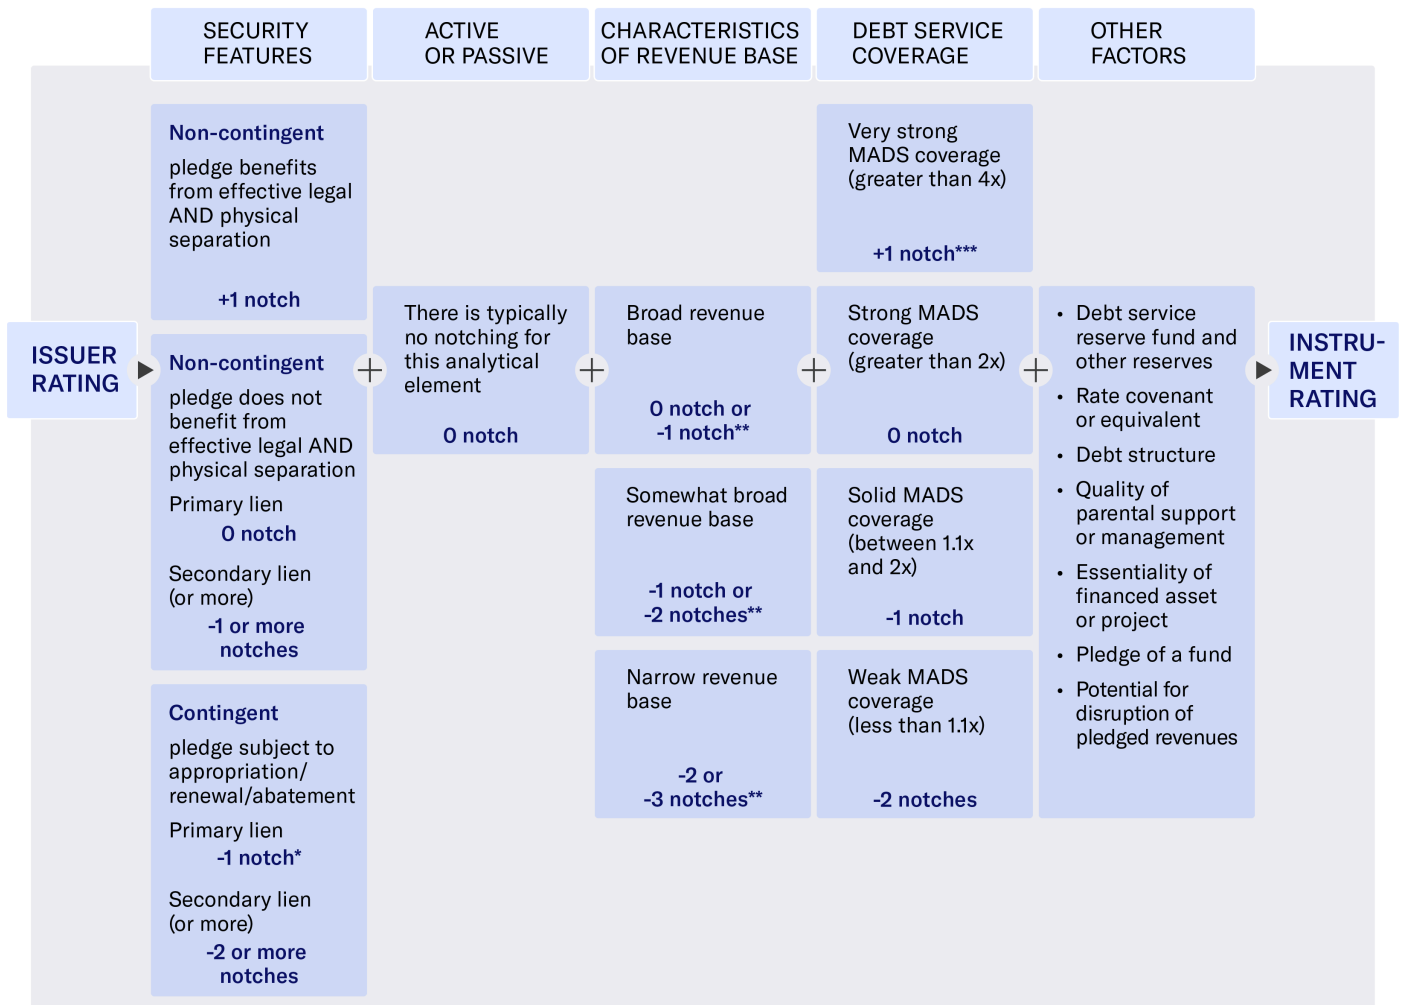 SECURITY
FEATURES
ACTIVE
OR PASSIVE
CHARACTERISTICS
OF REVENUE BASE
DEBT SERVICE
COVERAGE
OTHER
FACTORS
ISSUER
RATING
Non-contingent
pledge benefits
from effective legal
AND physical
separation
+1 notch
Non-contingent
pledge does not
benefit from
effective legal AND
physical separation
Primary lien
0 notch
Secondary lien
(or more)
-1 or more
notches
Contingent
pledge subject to
appropriation/
renewal/abatement
Primary lien
-1 notch*
Secondary lien
(or more)
-2 or more
notches
There is typically
no notching for
this analytical
element
0 notch
Broad revenue
base
0 notch or
-1 notch**
Somewhat broad
revenue base
-1 notch or
-2 notches**
Narrow revenue
base
-2 or
-3 notches**
Very strong
MADS coverage
(greater than 4x)
+1 notch***
Strong MADS
coverage
(greater than 2x)
0 notch
Solid MADS
coverage
(between 1.1x
and 2x)
-1 notch
Weak MADS
coverage
(less than 1.1x)
-2 notches
• Debt service
reserve fund and
other reserves
• Rate covenant
or equivalent
• Debt structure
• Quality of
parental support
or management
• Essentiality of
financed asset
or project
• Pledge of a fund
• Potential for
disruption of
pledged revenues
INSTRU-
MENT
RATING